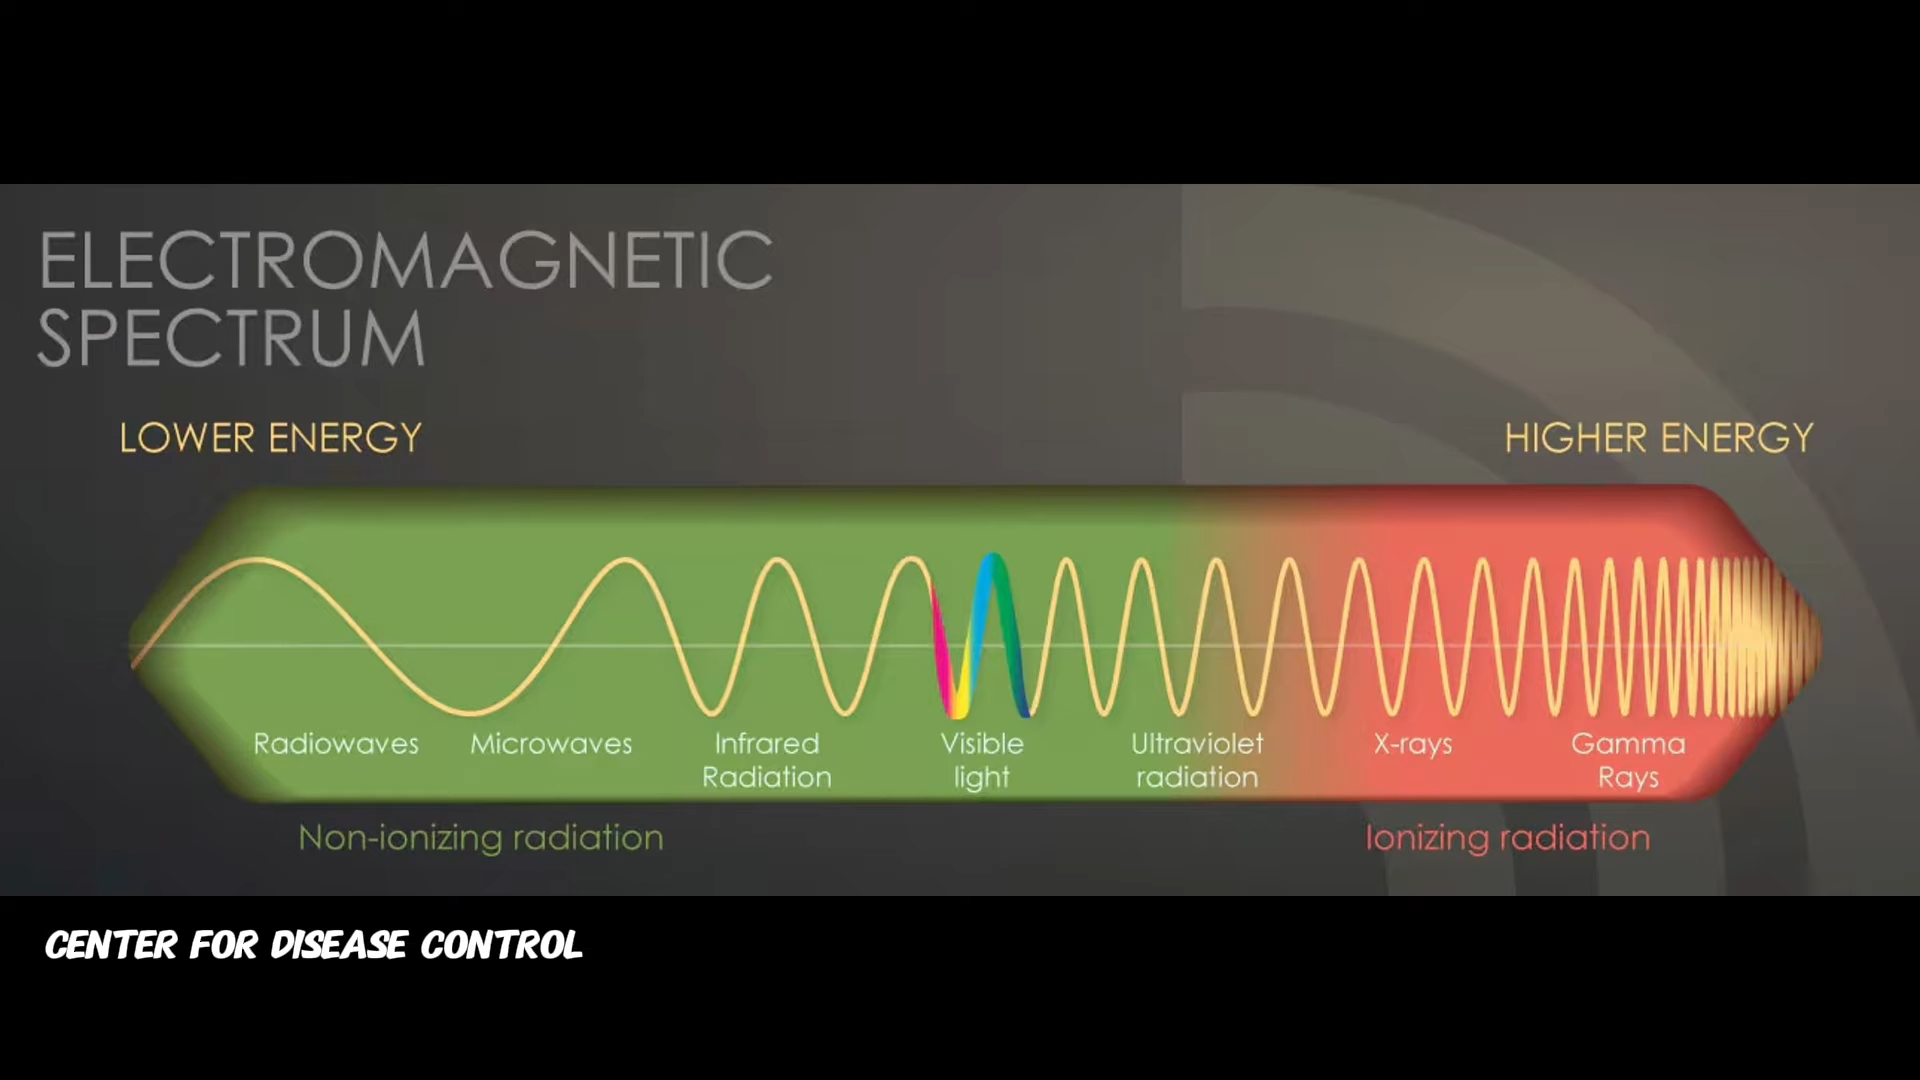 ELECTROMAGNETIC
SPECTRUM
LOWER ENERGY
HIGHER ENERGY
Radiowaves
Microwaves
Infrared
Radiation
Visible
light
Ultraviolet
radiation
X-rays
Gamma
Rays
Non-ionizing radiation
Ionizing radiation
CENTER FOR DISEASE CONTROL